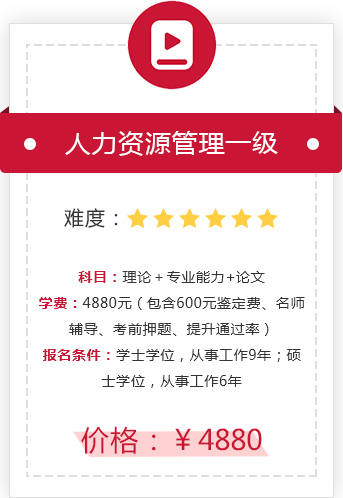 人力资源管理一级
难度：
科目：理论＋专业能力+论文
学费：4880元（包含600元鉴定费、名师
辅导、考前押题、提升通过率）
报名条件：学士学位，从事工作9年；硕
士学位，从事工作6年
价格：￥4880